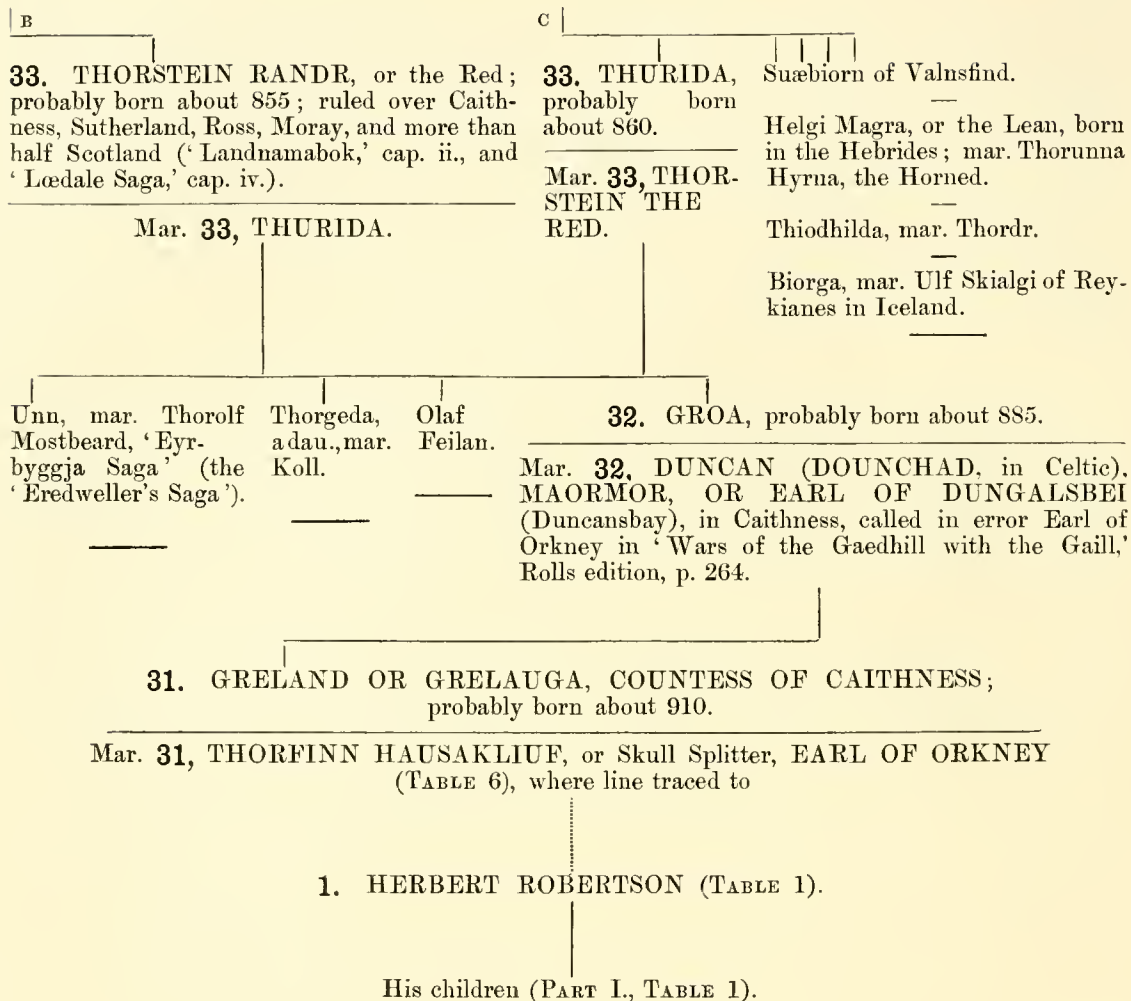 B
C
33. THORSTEIN RANDR, or the Red;
probably born about 855; ruled over Caith-
ness, Sutherland, Ross, Moray, and more than
half Scotland (‘Landnamabok,’ cap. ii., and
‘Lœdale Saga,’ cap. iv.).
Mar. 33, THURIDA.
33. THURIDA,
probably born
about 860.
Mar. 33, THOR-
STEIN THE
RED.
Suæbiorn of Valnsfind.
Helgi Magra, or the Lean, born
in the Hebrides; mar. Thorunna
Hyrna, the Horned.
Thiodhilda, mar. Thordr.
Biorga, mar. Ulf Skialgi of Rey-
kianes in Iceland.
Unn, mar. Thorolf
Mostbeard, ‘Eyr-
byggja Saga’ (the
‘Eredweller's Saga’).
Thorgeda,
a dau., mar.
Koll.
Olaf
Feilan.
32. GROA, probably born about 885.
Mar. 32, DUNCAN (DOUNCHAD, in Celtic),
MAORMOR, OR EARL OF DUNGALSBEI
(Duncansbay), in Caithness, called in error Earl of
Orkney in ‘Wars of the Gaedhill with the Gaill,’
Rolls edition, p. 264.
31. GRELAND OR GRELAUGA, COUNTESS OF CAITHNESS;
probably born about 910.
Mar. 31, THORFINN HAUSAKLIUF, or Skull Splitter, EARL OF ORKNEY
(TABLE 6), where line traced to
1. HERBERT ROBERTSON (TABLE 1).
His children (PART I., TABLE 1).